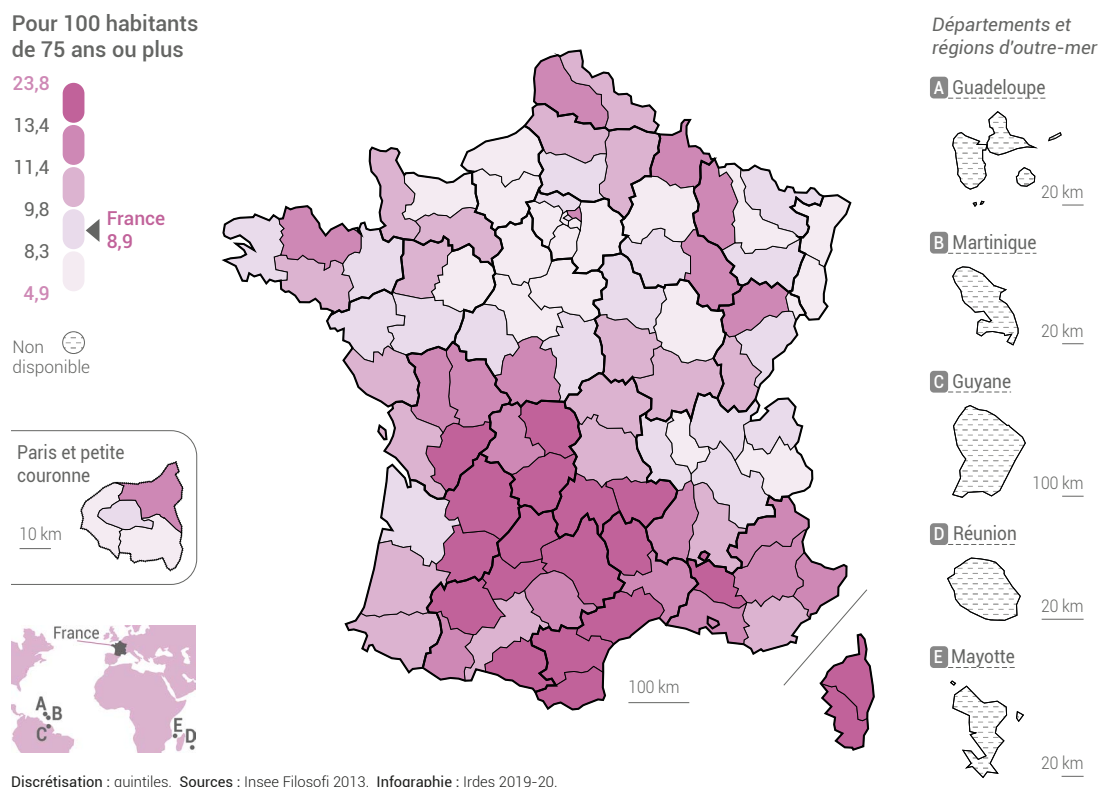 Pour 100 habitants
de 75 ans ou plus
23,8
13,4
11,4
9,8
France
8,9
8,3
4,9
Non
disponible
Paris et petite
couronne
10 km
France
A
B
C
E
D
100 km
Départements et
régions d'outre-mer
A Guadeloupe
20 km
B Martinique
20 km
C Guyane
100 km
D Réunion
20 km
E Mayotte
20 km
Discrétisation : quintiles. Sources : Insee Filosofi 2013. Infographie : Irdes 2019-20.